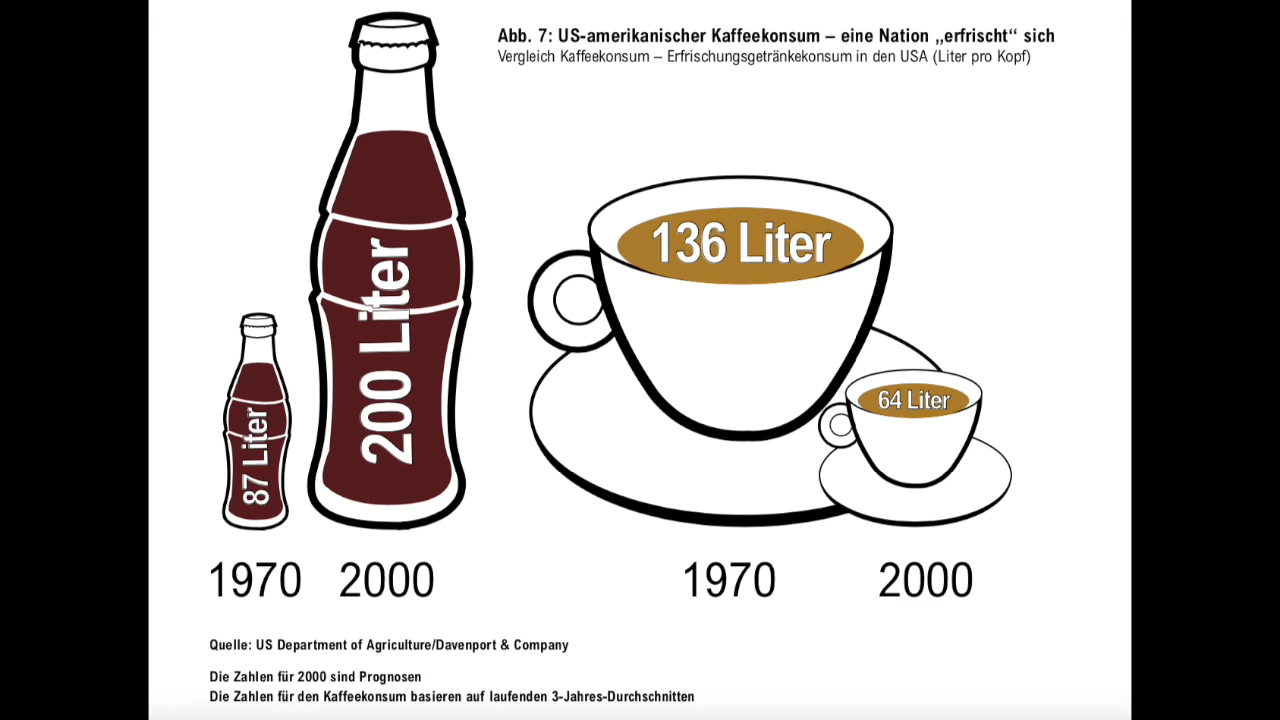 Abb. 7: US-amerikanischer Kaffeekonsum – eine Nation „erfrischt“ sich
Vergleich Kaffeekonsum – Erfrischungsgetränkekonsum in den USA (Liter pro Kopf)
87 Liter
200 Liter
136 Liter
64 Liter
1970
2000
1970
2000
Quelle: US Department of Agriculture/Davenport & Company
Die Zahlen für 2000 sind Prognosen
Die Zahlen für den Kaffeekonsum basieren auf laufenden 3-Jahres-Durchschnitten